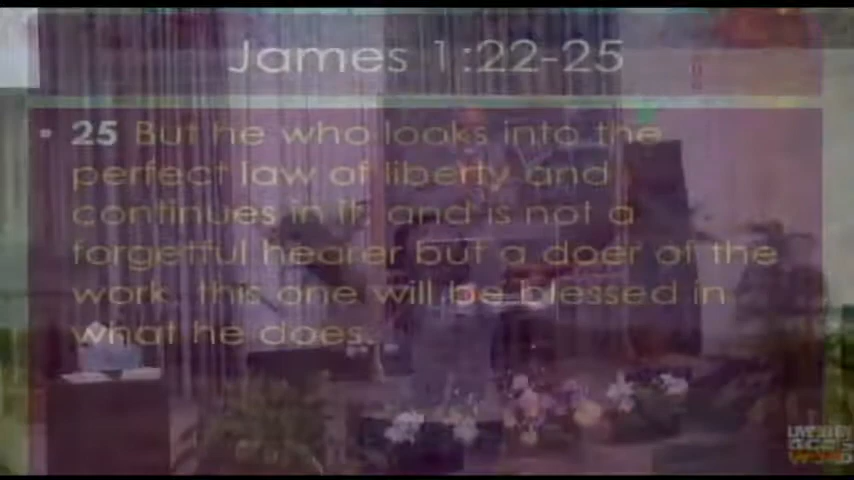 James 1:22-25
• 25 But he who looks into the
perfect law of liberty and
continues in it, and is not a
forgetful hearer but a doer of the
work, this one will be blessed in
what he does.